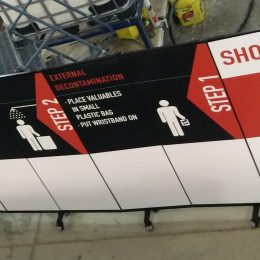 SHO
STEP 1
STEP 2
EXTERNAL
DECONTAMINATION
• PLACE VALUABLES
IN SMALL
PLASTIC BAG
• PUT WRISTBAND ON